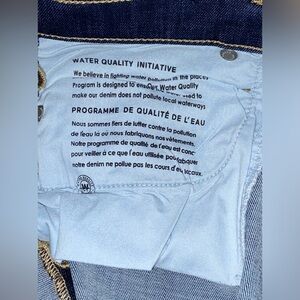 WATER QUALITY INITIATIVE
We believe in fighting water pollution in the places
Program is designed to ensure Water Quality
make our denim does not pollute local waterways
PROGRAMME DE QUALITÉ DE L'EAU
Nous sommes fiers de lutter contre la pollution
de l'eau là où nous fabriquons nos vêtements.
Notre programme de qualité de l'eau est conc
pour veiller à ce que l'eau utilisée pour fabriquer
notre denim ne pollue pas les cours d' locaux.